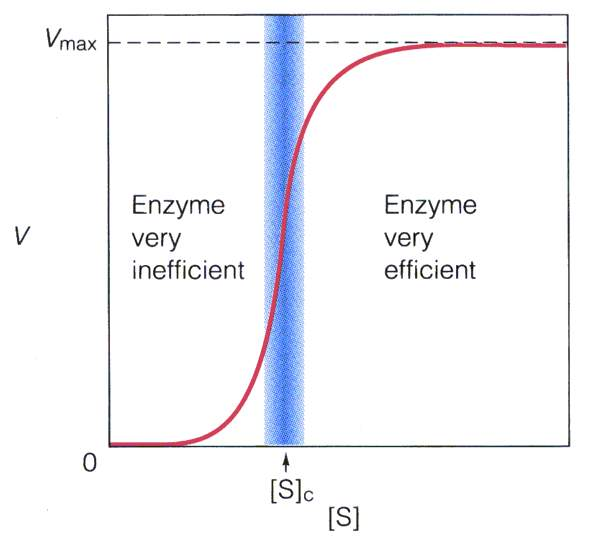 Vmax
Enzyme
very
inefficient
Enzyme
very
efficient
V
0
[S]c
[S]